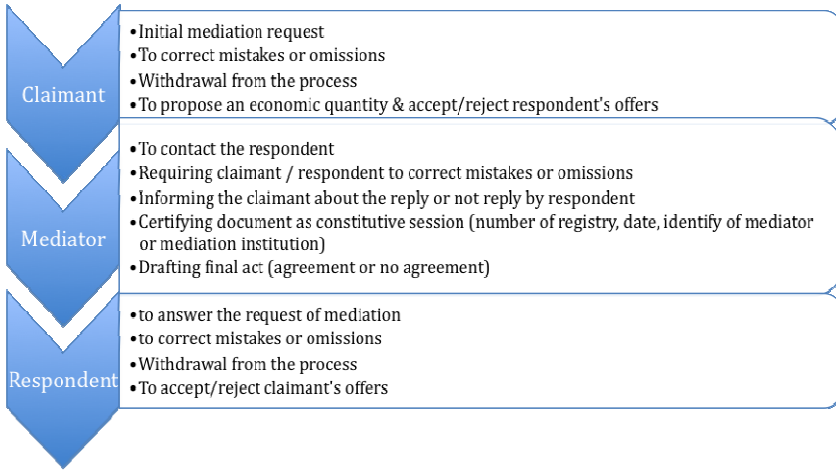 Claimant
•Initial mediation request
•To correct mistakes or omissions
•Withdrawal from the process
•To propose an economic quantity & accept/reject respondent's offers
Mediator
•To contact the respondent
•Requiring claimant / respondent to correct mistakes or omissions
•Informing the claimant about the reply or not reply by respondent
•Certifying document as constitutive session (number of registry, date, identify of mediator
or mediation institution)
•Drafting final act (agreement or no agreement)
Respondent
•to answer the request of mediation
•to correct mistakes or omissions
•Withdrawal from the process
•To accept/reject claimant's offers